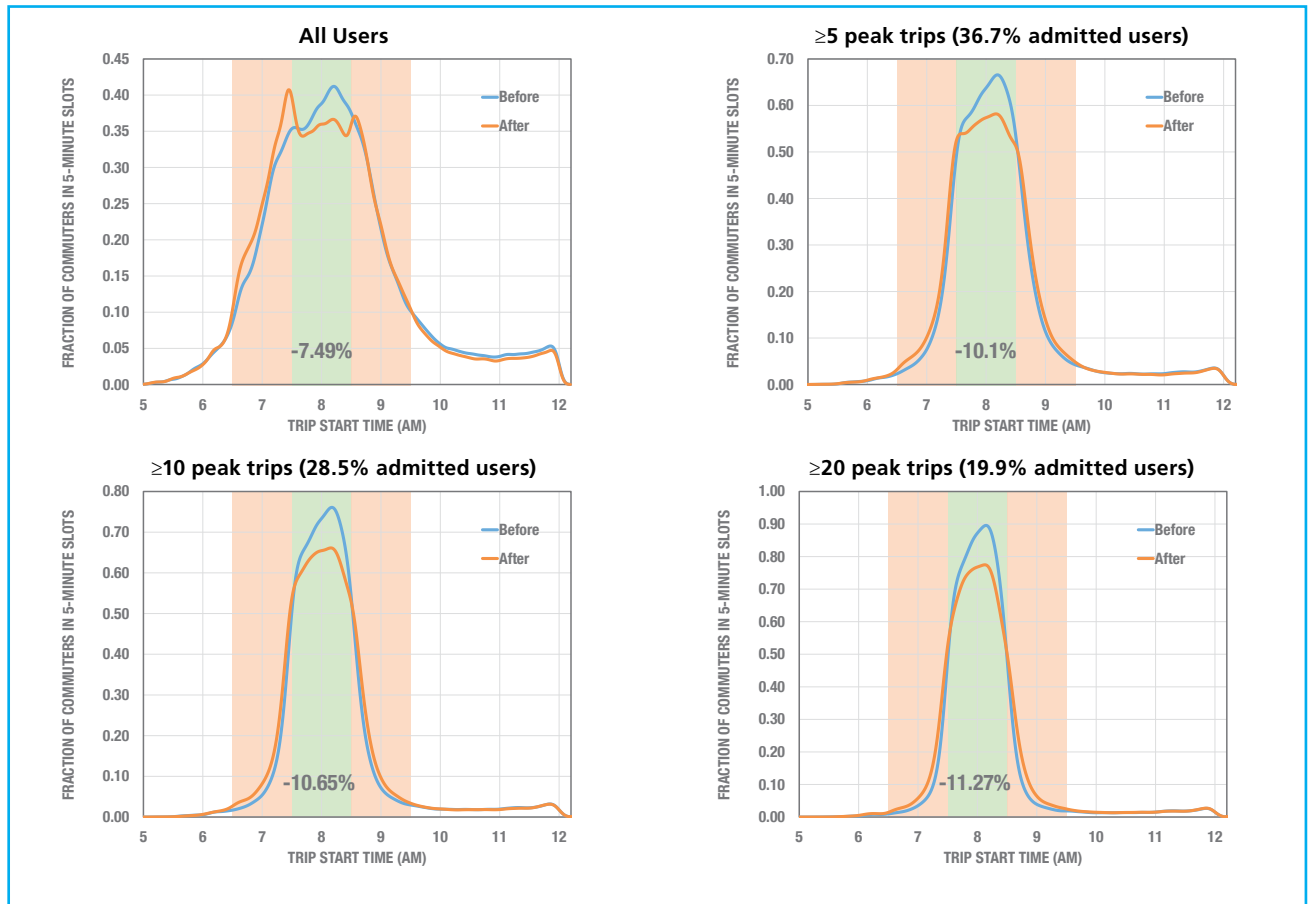 All Users
FRACTION OF COMMUTERS IN 5-MINUTE SLOTS
0.45
0.40
0.35
0.30
0.25
0.20
0.15
0.10
0.05
0.00
Before
After
-7.49%
5 6 7 8 9 10 11 12
TRIP START TIME (AM)
≥5 peak trips (36.7% admitted users)
FRACTION OF COMMUTERS IN 5-MINUTE SLOTS
0.70
0.60
0.50
0.40
0.30
0.20
0.10
0.00
Before
After
-10.1%
5 6 7 8 9 10 11 12
TRIP START TIME (AM)
≥10 peak trips (28.5% admitted users)
FRACTION OF COMMUTERS IN 5-MINUTE SLOTS
0.80
0.70
0.60
0.50
0.40
0.30
0.20
0.10
0.00
Before
After
-10.65%
5 6 7 8 9 10 11 12
TRIP START TIME (AM)
≥20 peak trips (19.9% admitted users)
FRACTION OF COMMUTERS IN 5-MINUTE SLOTS
1.00
0.90
0.80
0.70
0.60
0.50
0.40
0.30
0.20
0.10
0.00
Before
After
-11.27%
5 6 7 8 9 10 11 12
TRIP START TIME (AM)